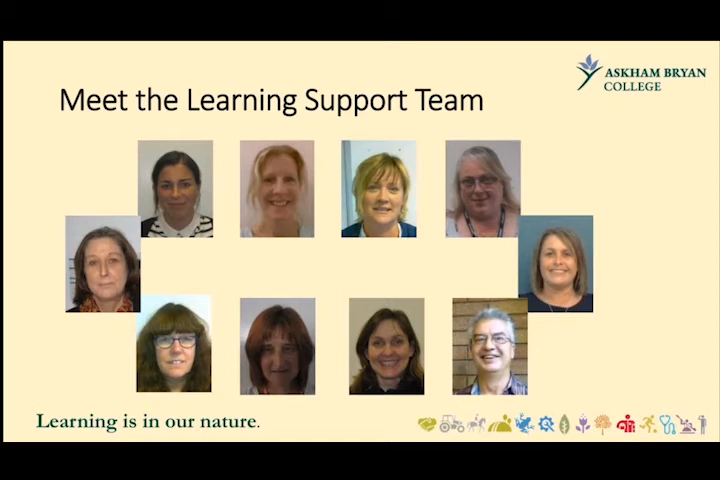 ASKHAM BRYAN
COLLEGE
Meet the Learning Support Team
Learning is in our nature.